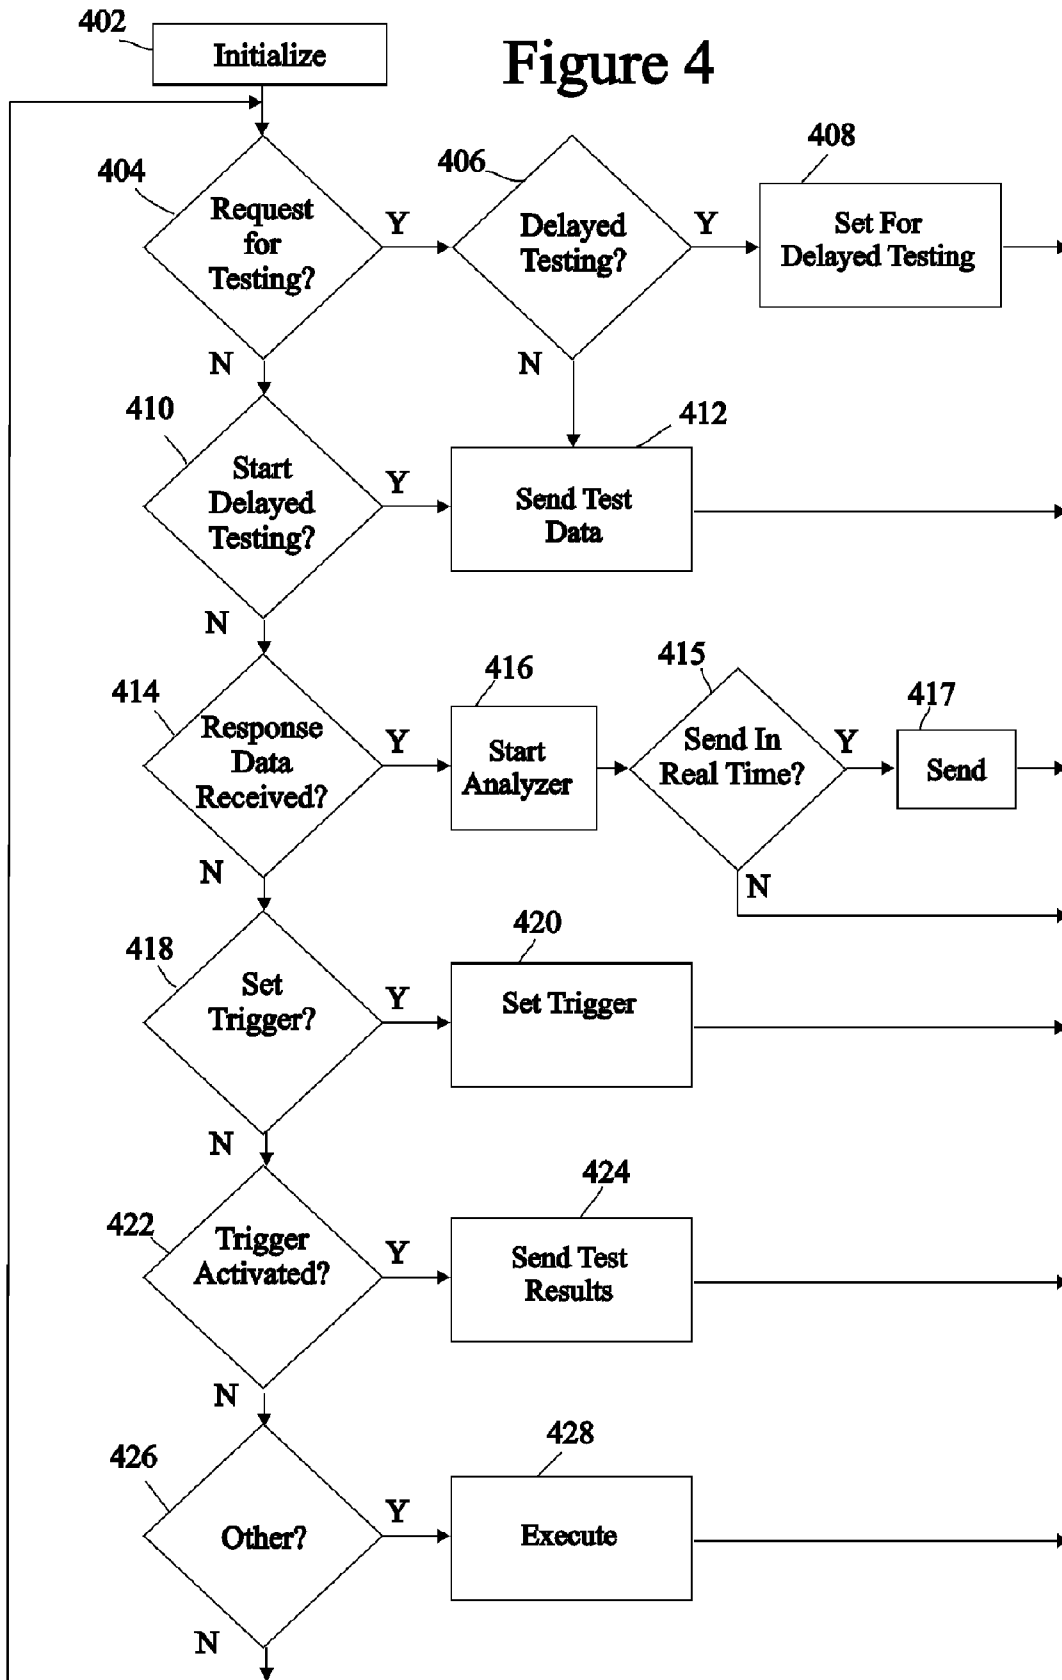 402
Initialize
Figure 4
404
Request
for
Testing?
Y
N
406
Delayed
Testing?
Y
N
408
Set For
Delayed Testing
410
Start
Delayed
Testing?
Y
N
412
Send Test
Data
414
Response
Data
Received?
Y
N
416
Start
Analyzer
415
Send In
Real Time?
Y
N
417
Send
418
Set
Trigger?
Y
N
420
Set Trigger
422
Trigger
Activated?
Y
N
424
Send Test
Results
426
Other?
Y
N
428
Execute